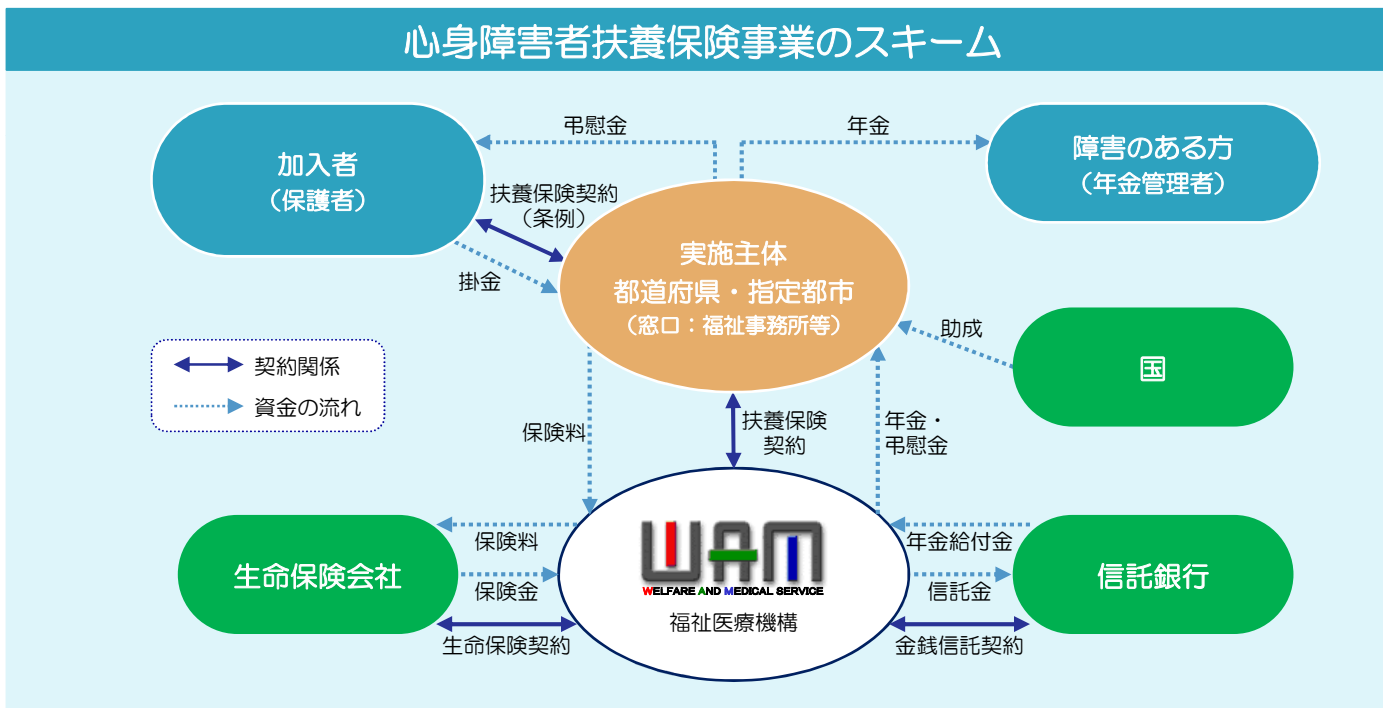 心身障害者扶養保険事業のスキーム
弔慰金
年金
加入者
（保護者）
障害のある方
（年金管理者）
扶養保険契約
（条例）
実施主体
都道府県・指定都市
（窓口：福祉事務所等）
掛金
助成
国
契約関係
資金の流れ
保険料
扶養保険
契約
年金・
弔慰金
生命保険会社
保険料
保険金
生命保険契約
WAM
WELFARE AND MEDICAL SERVICE
福祉医療機構
年金給付金
信託金
金銭信託契約
信託銀行